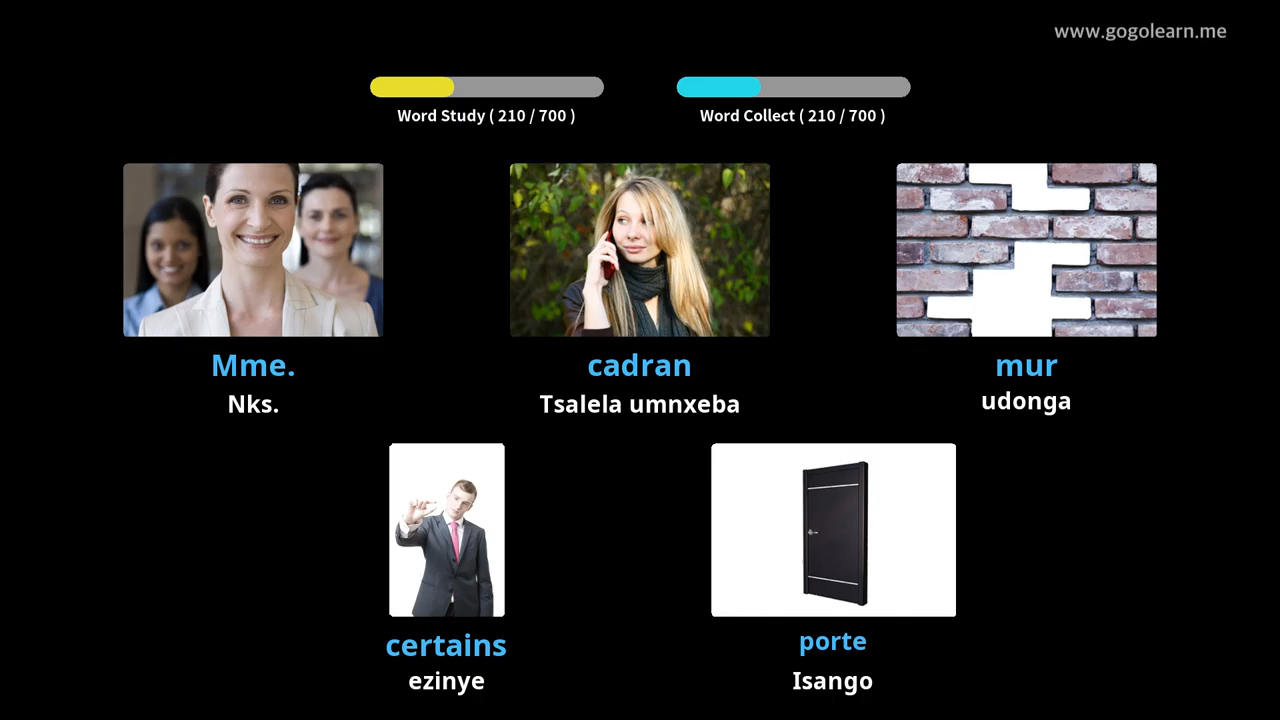 www.gogolearn.me
Word Study ( 210 / 700 )
Word Collect ( 210 / 700 )
Mme.
Nks.
cadran
Tsalela umnxeba
mur
udonga
certains
ezinye
porte
Isango